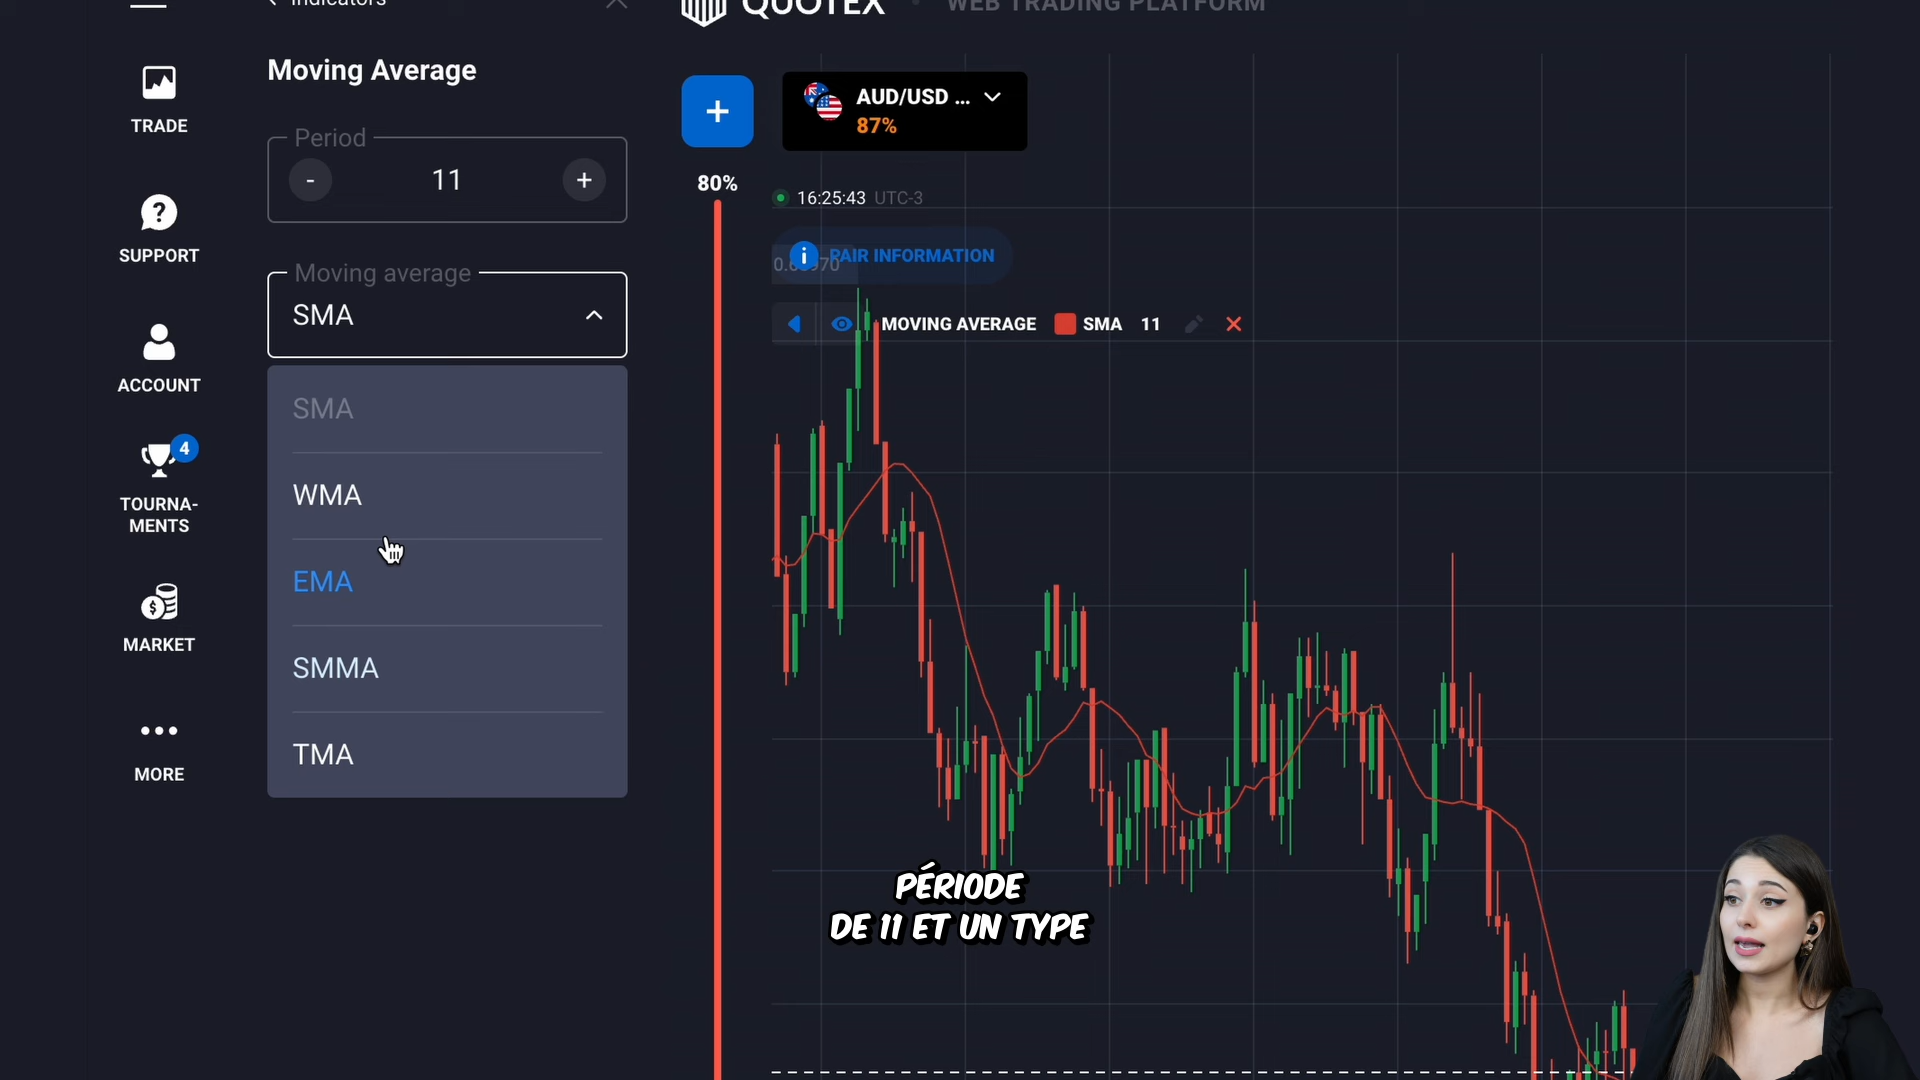 Indicators
QUOTEX
WEB TRADING PLATFORM
Moving Average
TRADE
Period
-
11
+
SUPPORT
Moving average
SMA
SMA
WMA
EMA
SMMA
TMA
ACCOUNT
4
TOURNA-
MENTS
MARKET
MORE
+
AUD/USD ...
87%
80%
16:25:43 UTC-3
PAIR INFORMATION
MOVING AVERAGE SMA 11
PÉRIODE
DE 11 ET UN TYPE